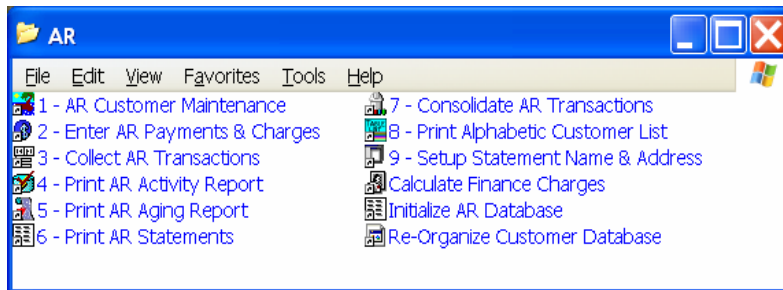 AR
File Edit View Favorites Tools Help
1 - AR Customer Maintenance
2 - Enter AR Payments & Charges
3 - Collect AR Transactions
4 - Print AR Activity Report
5 - Print AR Aging Report
6 - Print AR Statements
7 - Consolidate AR Transactions
8 - Print Alphabetic Customer List
9 - Setup Statement Name & Address
Calculate Finance Charges
Initialize AR Database
Re-Organize Customer Database